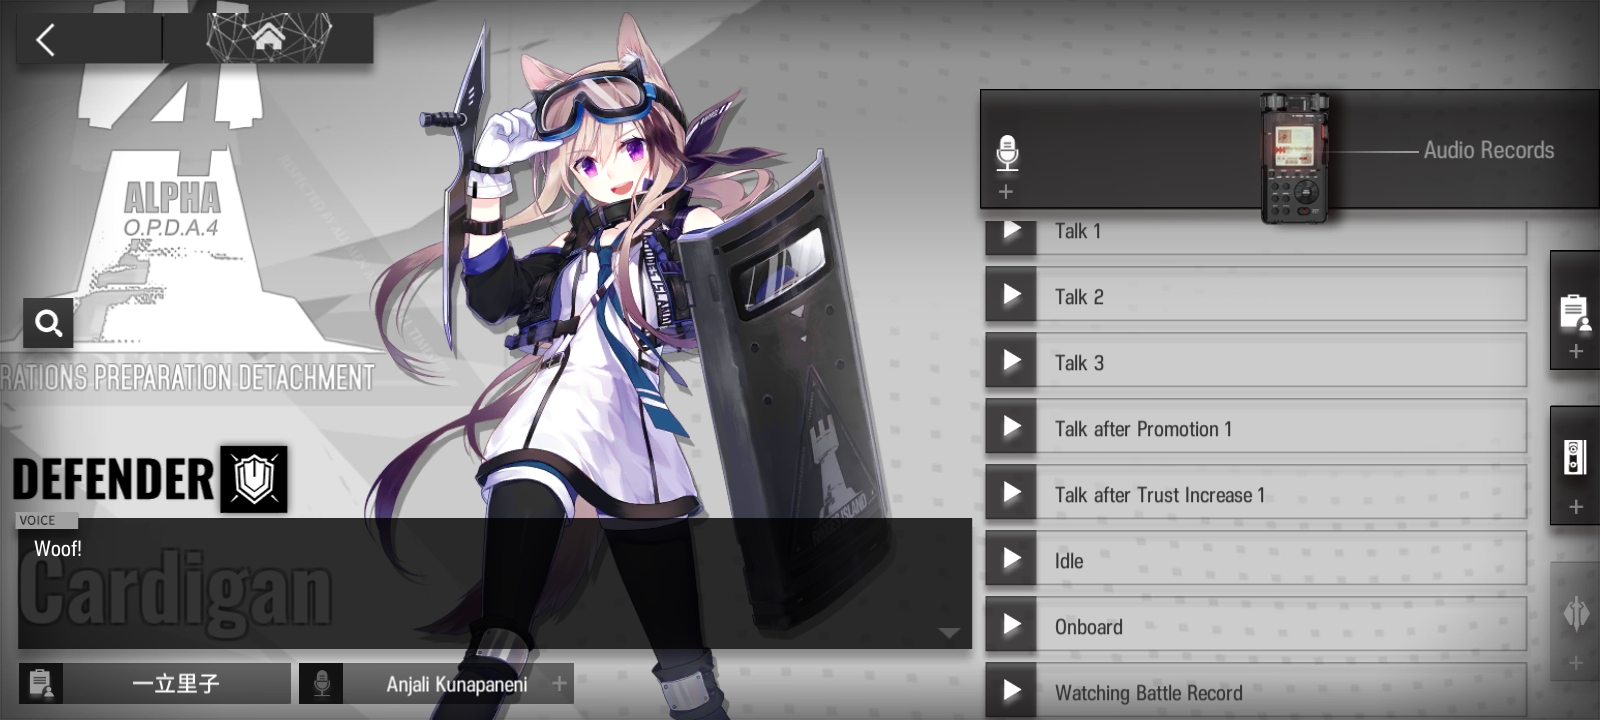 ALPHA
O.P.D.A.4
RATIONS PREPARATION DETACHMENT
DEFENDER
VOICE
Woof!
Cardigan
一立里子
Anjali Kunapaneni
Audio Records
Talk 1
Talk 2
Talk 3
Talk after Promotion 1
Talk after Trust Increase 1
Idle
Onboard
Watching Battle Record